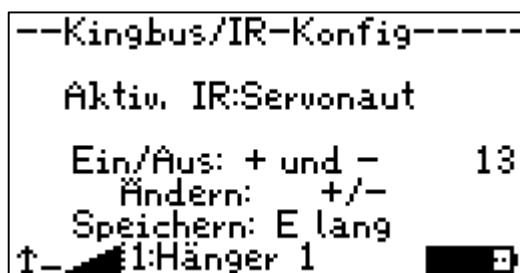 --Kingbus/IR-Konfig-----
Aktiv. IR:Servonaut
Ein/Aus: + und - 13
Ändern: +/-
Speichern: E lang
1:Hänger 1